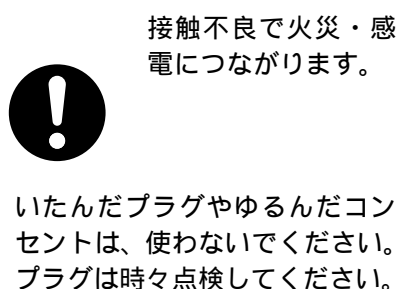 接触不良で火災・感
電につながります。
いたんだプラグやゆるんだコン
セントは、使わないでください。
プラグは時々点検してください。